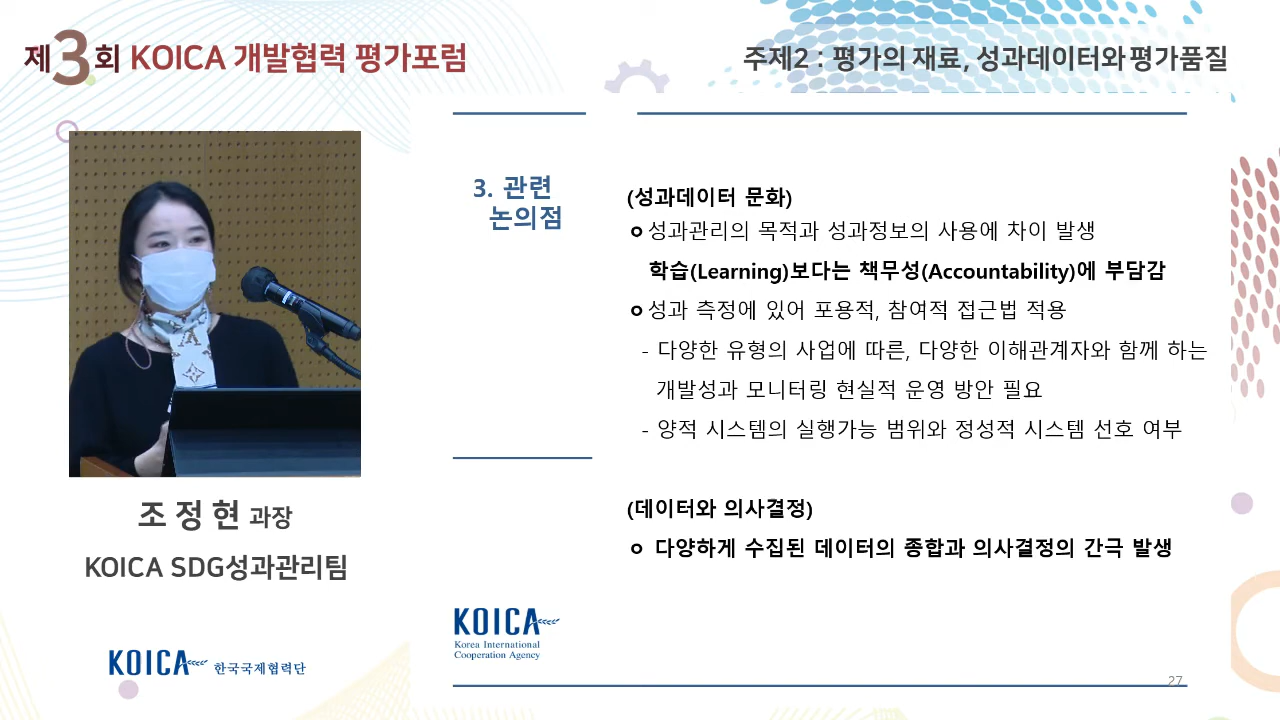 제3회 KOICA 개발협력 평가포럼
주제2 : 평가의 재료, 성과데이터와 평가품질
3. 관련
논의점
(성과데이터 문화)
성과관리의 목적과 성과정보의 사용에 차이 발생
학습(Learning)보다는 책무성(Accountability)에 부담감
성과 측정에 있어 포용적, 참여적 접근법 적용
- 다양한 유형의 사업에 따른, 다양한 이해관계자와 함께 하는
개발성과 모니터링 현실적 운영 방안 필요
- 양적 시스템의 실행가능 범위와 정성적 시스템 선호 여부
(데이터와 의사결정)
다양하게 수집된 데이터의 종합과 의사결정의 간극 발생
조 정 현 과장
KOICA SDG성과관리팀
KOICA 한국국제협력단
KOICA
Korea International
Cooperation Agency
27